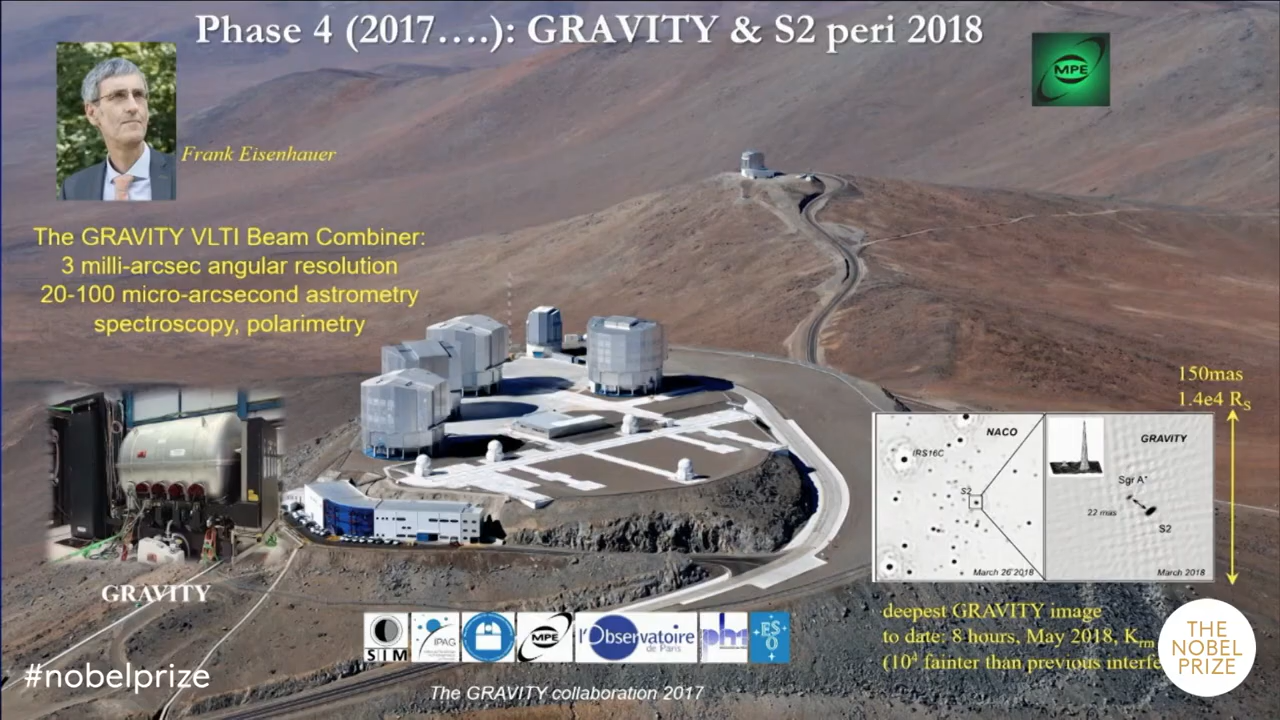 Phase 4 (2017….): GRAVITY & S2 peri 2018
MPE
Frank Eisenhauer
The GRAVITY VLTI Beam Combiner:
3 milli-arcsec angular resolution
20-100 micro-arcsecond astrometry
spectroscopy, polarimetry
150mas
1.4e4 RS
NACO
IRS16C
S2
March 26 2018
GRAVITY
Sgr A*
22 mas
S2
March 2018
GRAVITY
deepest GRAVITY image
to date: 8 hours, May 2018,
(10⁴ fainter than previous
SIM
IPAG
MPE
l'Observatoire
de Paris
ESO
THE
NOBEL
PRIZE
#nobelprize
The GRAVITY collaboration 2017